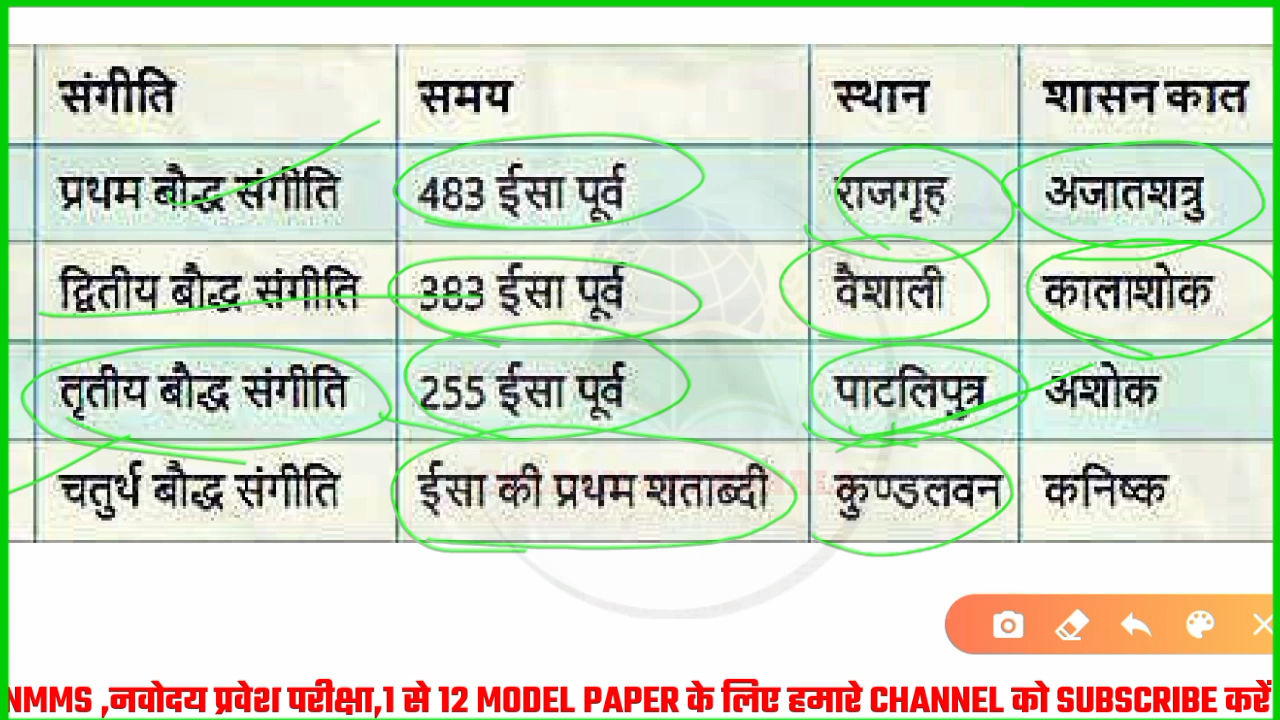 संगीति समय स्थान शासन कात
प्रथम बौद्ध संगीति 483 ईसा पूर्व राजगृह अजातशत्रु
द्वितीय बौद्ध संगीति 383 ईसा पूर्व वैशाली कालाशोक
तृतीय बौद्ध संगीति 255 ईसा पूर्व पाटलिपुत्र अशोक
चतुर्थ बौद्ध संगीति ईसा की प्रथम शताब्दी कुण्डलवन कनिष्क
NMMS ,नवोदय प्रवेश परीक्षा,1 से 12 MODEL PAPER के लिए हमारे CHANNEL को SUBSCRIBE करें